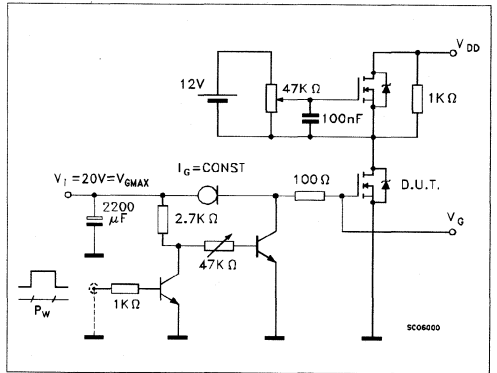 V DD
12V
47K Ω
1K Ω
100nF
I G = CONST
V i = 20V = V GMAX
100 Ω
D.U.T.
2200
μF
2.7K Ω
V G
47K Ω
1K Ω
P W
SC06000